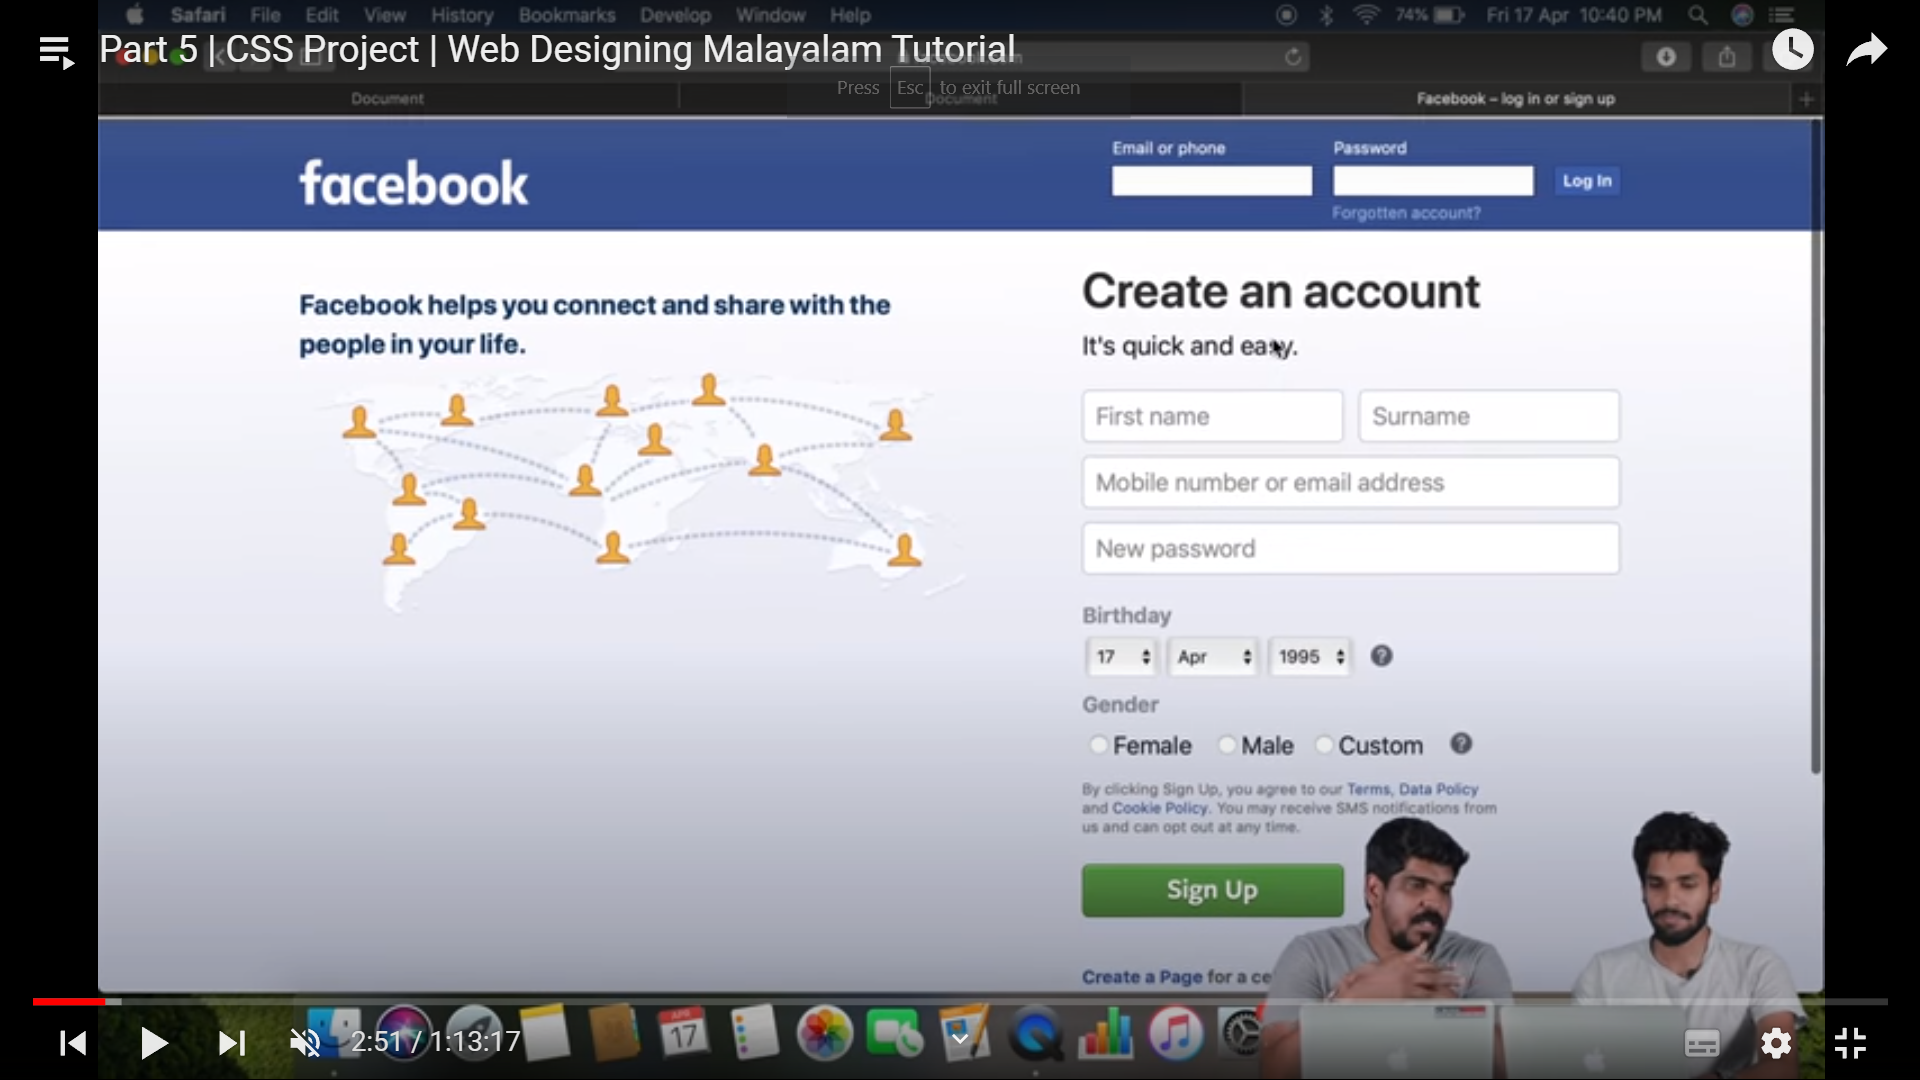 Safari File Edit View History Bookmarks Develop Window Help 74% Fri 17 Apr 10:40 PM
Part 5 | CSS Project | Web Designing Malayalam Tutorial
Press Esc to exit full screen
Document Document Facebook – log in or sign up
Email or phone Password
facebook
Log In
Forgotten account?
Create an account
Facebook helps you connect and share with the
people in your life.
It's quick and easy.
First name Surname
Mobile number or email address
New password
Birthday
17 Apr 1995
Gender
Female Male Custom
By clicking Sign Up, you agree to our Terms, Data Policy
and Cookie Policy. You may receive SMS notifications from
us and can opt out at any time.
Sign Up
Create a Page for a ce
APR
17
2:51 / 1:13:17